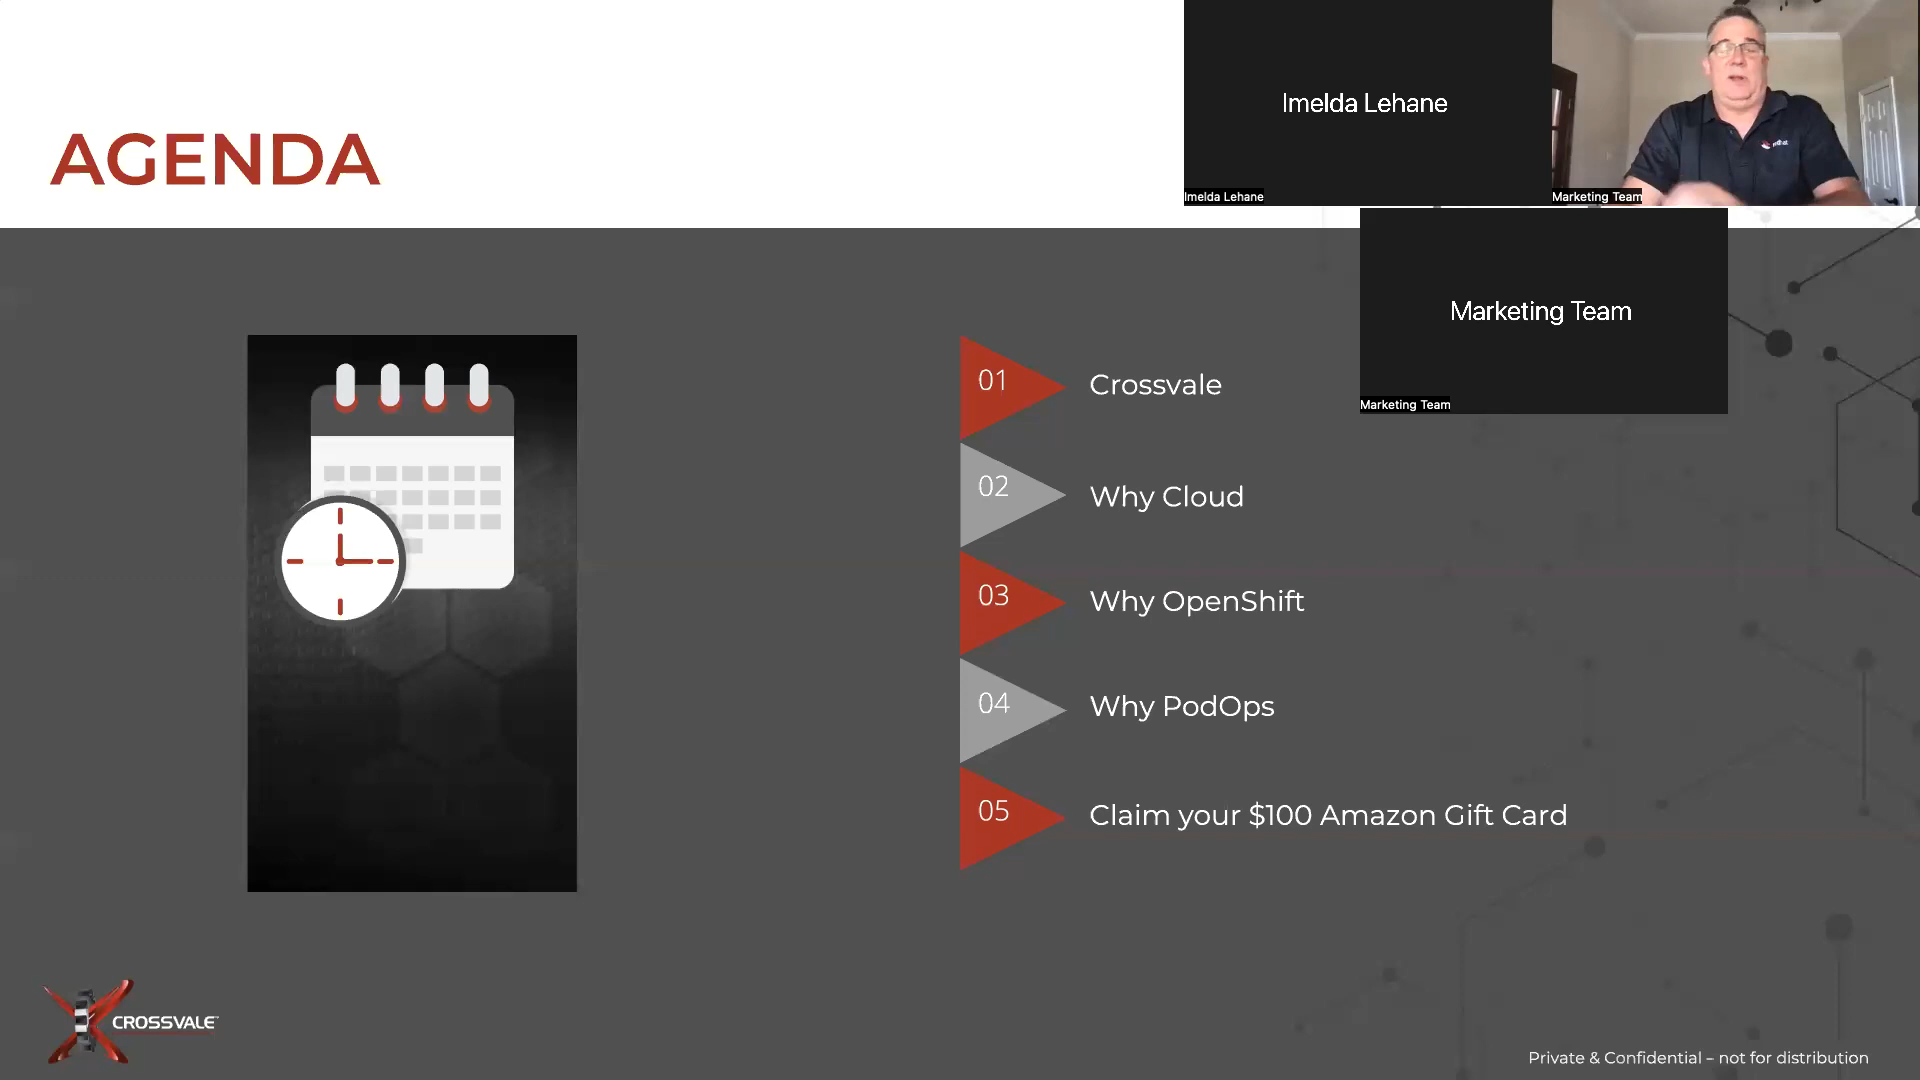 AGENDA
Imelda Lehane
Imelda Lehane
Marketing Team
Marketing Team
Marketing Team
01
Crossvale
02
Why Cloud
03
Why OpenShift
04
Why PodOps
05
Claim your $100 Amazon Gift Card
CROSSVALE
Private & Confidential – not for distribution